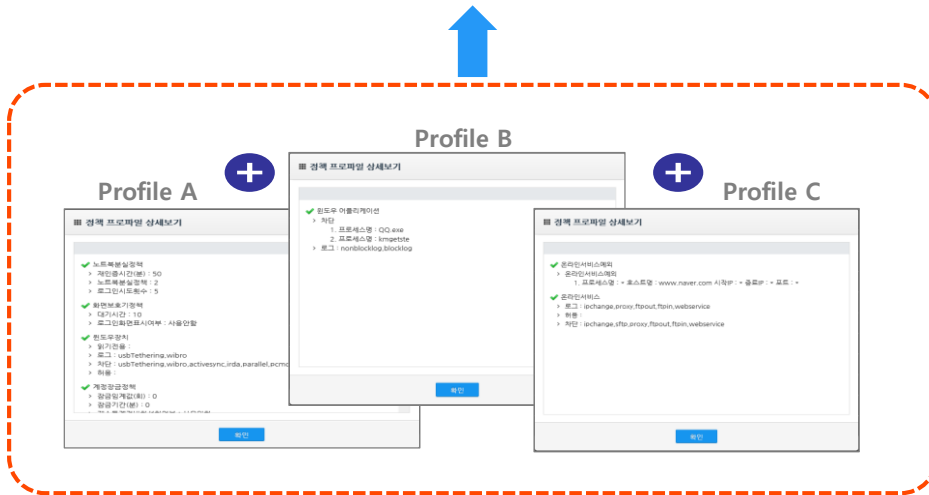 Profile B
Profile A
Profile C
정책 프로파일 상세보기
윈도우 어플리케이션
차단
1. 프로세스명 : QQ.exe
2. 프로세스명 : kmgetste
로그 : nonblocklog,blocklog
확인
정책 프로파일 상세보기
노트북분실정책
재인증시간(분) : 50
노트북분실정책 : 2
로그인시도횟수 : 5
화면보호기정책
대기시간 : 10
로그인화면표시여부 : 사용안함
윈도우장치
읽기전용 :
로그 : usbTethering,wibro
차단 : usbTethering,wibro,activesync,irda,parallel,pcmc
허용 :
계정잠금정책
잠금임계값(회) : 0
잠금기간(분) : 0
확인
정책 프로파일 상세보기
온라인서비스예외
온라인서비스예외
1. 프로세스명 : * 호스트명 : www.naver.com 시작IP : * 종료IP : * 포트 : *
온라인서비스
로그 : ipchange,proxy,ftpout,ftpin,webservice
허용 :
차단 : ipchange,sftp,proxy,ftpout,ftpin,webservice
확인